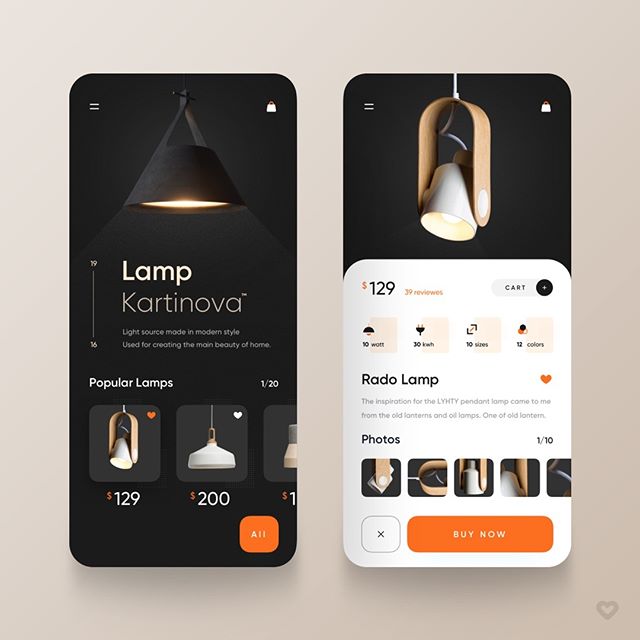 19
Lamp
Kartinova™
Light source made in modern style
16
Used for creating the main beauty of home.
Popular Lamps 1/20
$129 $200 $1
All
$129 39 reviewes CART +
10 watt 30 kwh 10 sizes 12 colors
Rado Lamp
The inspiration for the LYHTY pendant lamp came to me
from the old lanterns and oil lamps. One of old lantern.
Photos 1/10
× BUY NOW